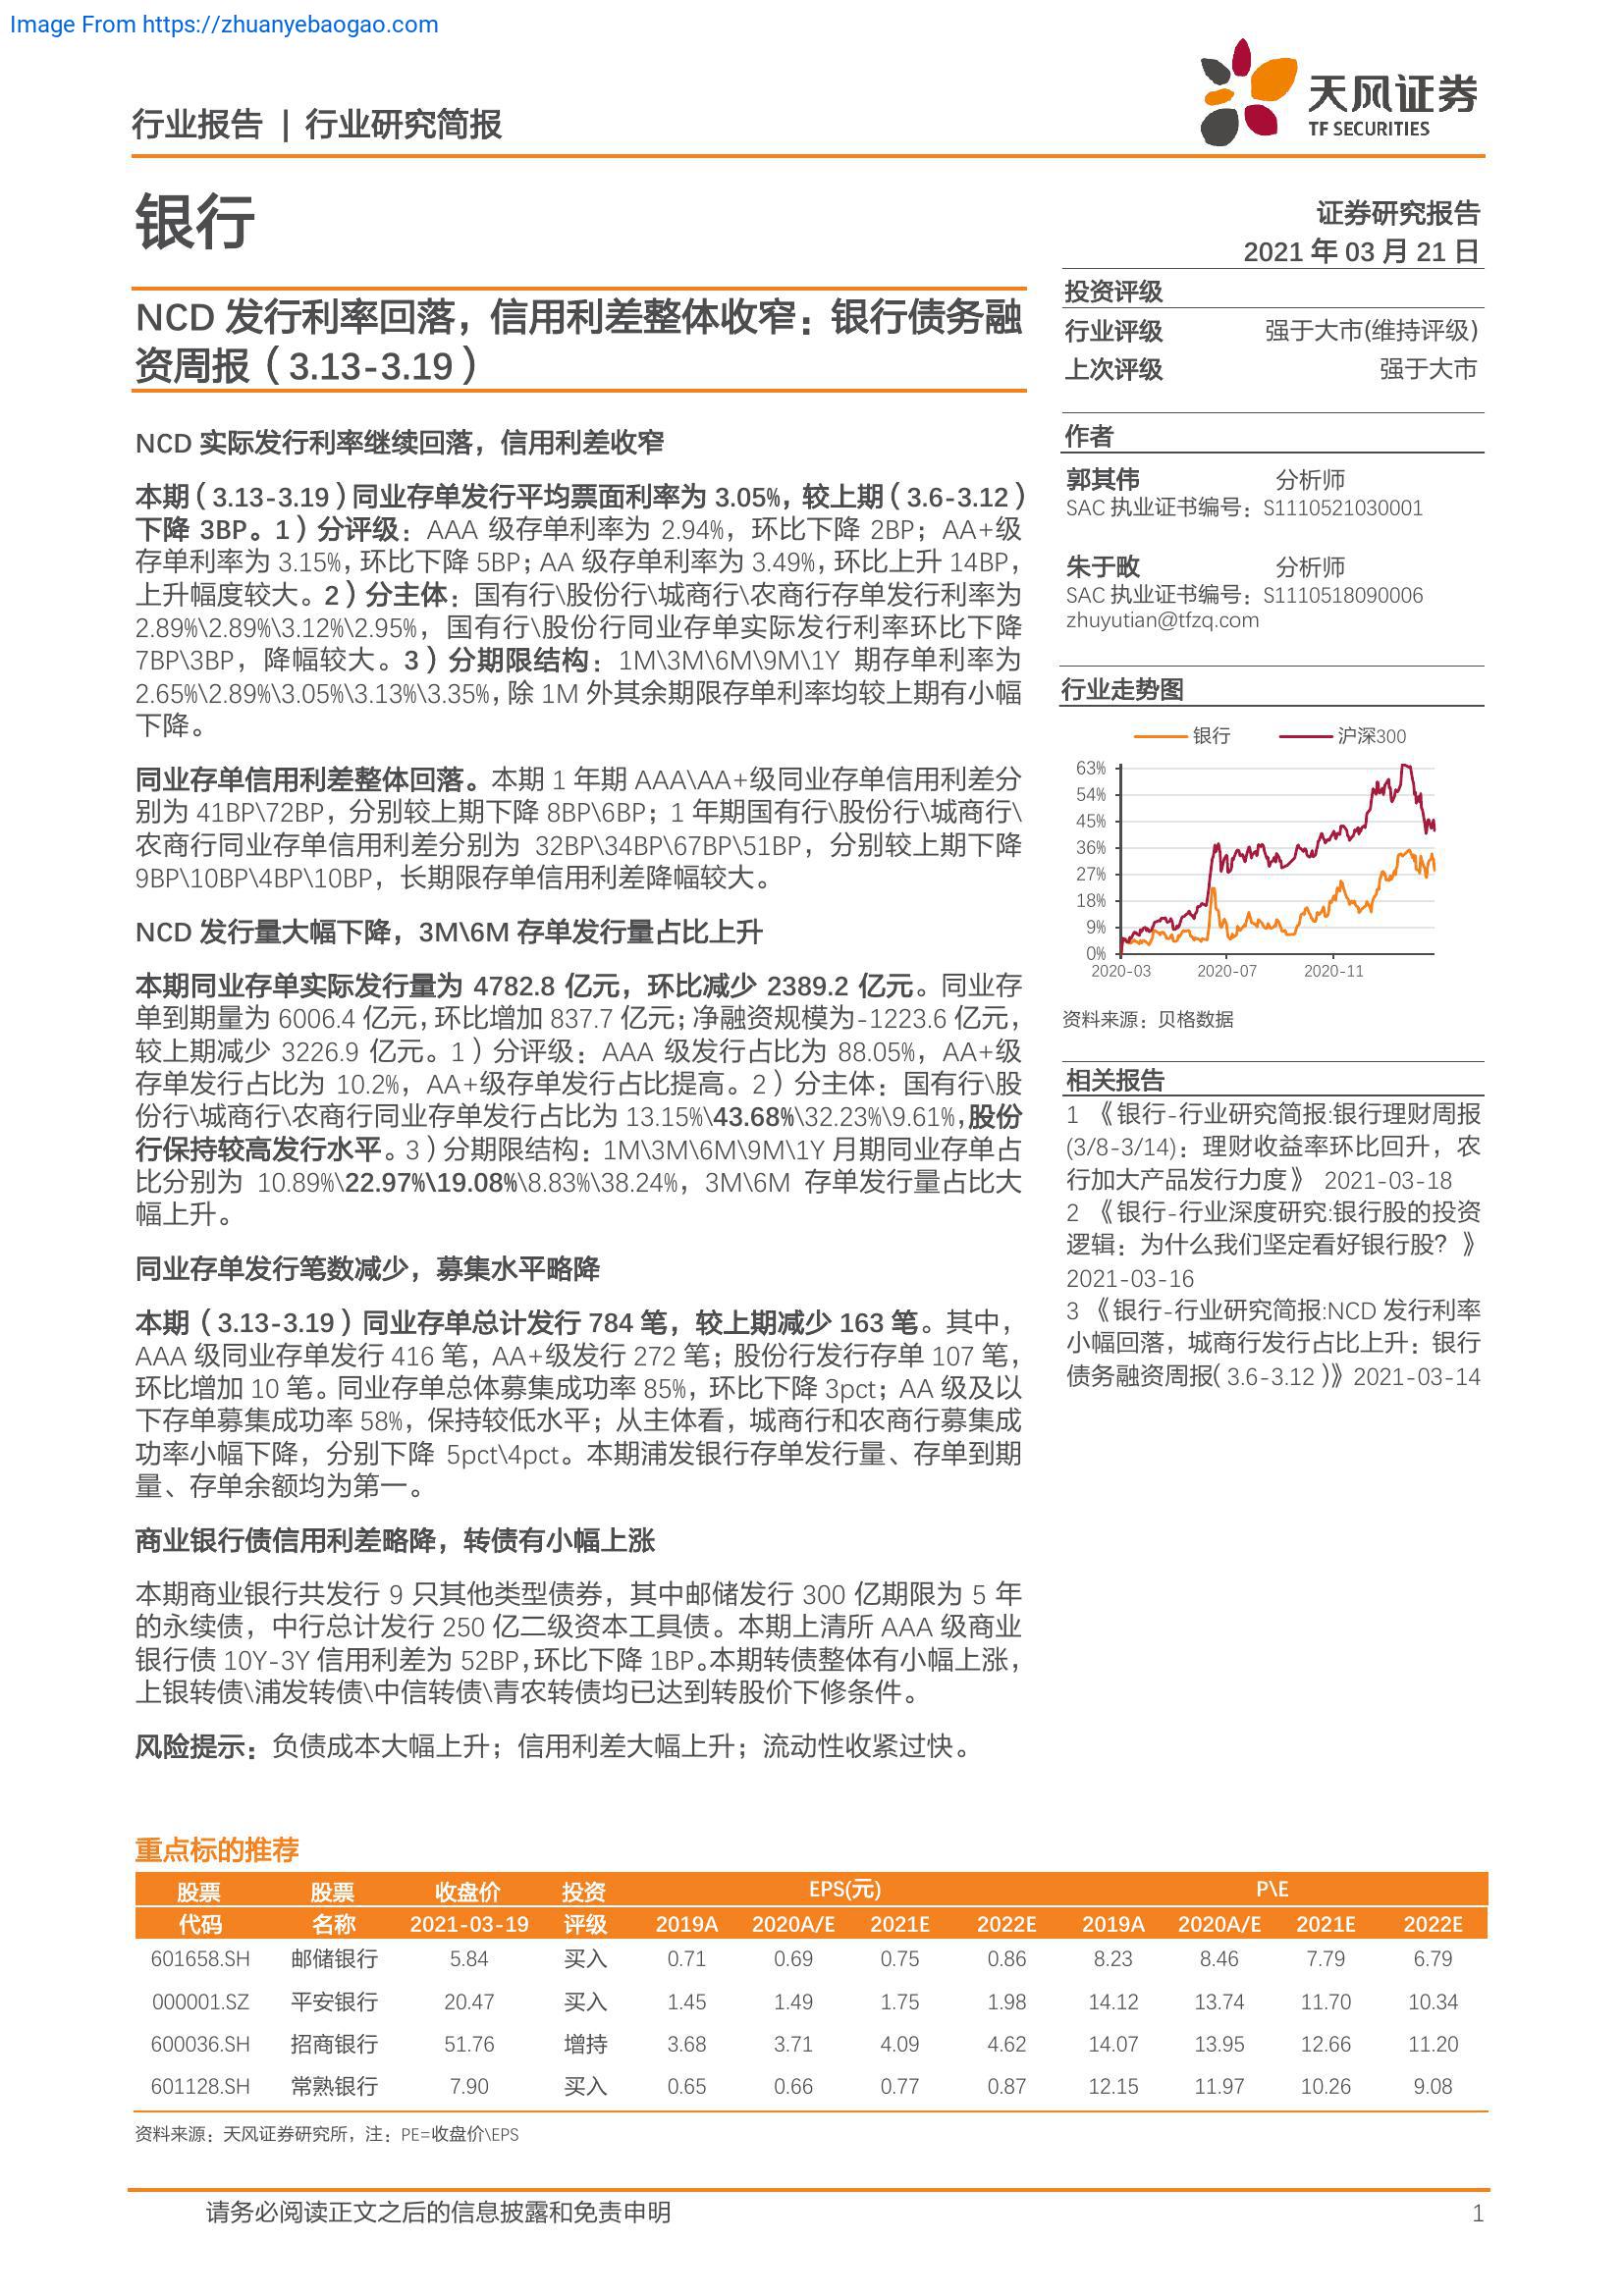 Image From https://zhuanyebaogao.com
行业报告 | 行业研究简报
天风证券
TF SECURITIES
银行
证券研究报告
2021 年 03 月 21 日
NCD 发行利率回落，信用利差整体收窄：银行债务融
资周报（3.13-3.19）
NCD 实际发行利率继续回落，信用利差收窄
本期（3.13-3.19）同业存单发行平均票面利率为 3.05%，较上期（3.6-3.12）
下降 3BP。1）分评级：AAA 级存单利率为 2.94%，环比下降 2BP；AA+级
存单利率为 3.15%，环比下降 5BP；AA 级存单利率为 3.49%，环比上升 14BP，
上升幅度较大。2）分主体：国有行\股份行\城商行\农商行存单发行利率为
2.89%\2.89%\3.12%\2.95%，国有行\股份行同业存单实际发行利率环比下降
7BP\3BP，降幅较大。3）分期限结构：1M\3M\6M\9M\1Y 期存单利率为
2.65%\2.89%\3.05%\3.13%\3.35%，除 1M 外其余期限存单利率均较上期有小幅
下降。
同业存单信用利差整体回落。本期 1 年期 AAA\AA+级同业存单信用利差分
别为 41BP\72BP，分别较上期下降 8BP\6BP；1 年期国有行\股份行\城商行\
农商行同业存单信用利差分别为 32BP\34BP\67BP\51BP，分别较上期下降
9BP\10BP\4BP\10BP，长期限存单信用利差降幅较大。
NCD 发行量大幅下降，3M\6M 存单发行量占比上升
本期同业存单实际发行量为 4782.8 亿元，环比减少 2389.2 亿元。同业存
单到期量为 6006.4 亿元，环比增加 837.7 亿元；净融资规模为-1223.6 亿元，
较上期减少 3226.9 亿元。1）分评级：AAA 级发行占比为 88.05%，AA+级
存单发行占比为 10.2%，AA+级存单发行占比提高。2）分主体：国有行\股
份行\城商行\农商行同业存单发行占比为 13.15%\43.68%\32.23%\9.61%，股份
行保持较高发行水平。3）分期限结构：1M\3M\6M\9M\1Y 月期同业存单占
比分别为 10.89%\22.97%\19.08%\8.83%\38.24%，3M\6M 存单发行量占比大
幅上升。
同业存单发行笔数减少，募集水平略降
本期（3.13-3.19）同业存单总计发行 784 笔，较上期减少 163 笔。其中，
AAA 级同业存单发行 416 笔，AA+级发行 272 笔；股份行发行存单 107 笔，
环比增加 10 笔。同业存单总体募集成功率 85%，环比下降 3pct；AA 级及以
下存单募集成功率 58%，保持较低水平；从主体看，城商行和农商行募集成
功率小幅下降，分别下降 5pct\4pct。本期浦发银行存单发行量、存单到期
量、存单余额均为第一。
商业银行债信用利差略降，转债有小幅上涨
本期商业银行共发行 9 只其他类型债券，其中邮储发行 300 亿期限为 5 年
的永续债，中行总计发行 250 亿二级资本工具债。本期上清所 AAA 级商业
银行债 10Y-3Y 信用利差为 52BP，环比下降 1BP。本期转债整体有小幅上涨，
上银转债\浦发转债\中信转债\青农转债均已达到转股价下修条件。
风险提示：负债成本大幅上升；信用利差大幅上升；流动性收紧过快。
投资评级
行业评级 强于大市(维持评级)
上次评级 强于大市
作者
郭其伟 分析师
SAC 执业证书编号：S1110521030001
朱于畋 分析师
SAC 执业证书编号：S1110518090006
zhuyutian@tfzq.com
行业走势图
银行 沪深300
63%
54%
45%
36%
27%
18%
9%
0%
2020-03 2020-07 2020-11
资料来源：贝格数据
相关报告
1 《银行-行业研究简报:银行理财周报
(3/8-3/14)：理财收益率环比回升，农
行加大产品发行力度》 2021-03-18
2 《银行-行业深度研究:银行股的投资
逻辑：为什么我们坚定看好银行股？》
2021-03-16
3 《银行-行业研究简报:NCD 发行利率
小幅回落，城商行发行占比上升：银行
债务融资周报（3.6-3.12）》 2021-03-14
重点标的推荐
股票 股票 收盘价 投资 EPS(元) P\E
代码 名称 2021-03-19 评级 2019A 2020A/E 2021E 2022E 2019A 2020A/E 2021E 2022E
601658.SH 邮储银行 5.84 买入 0.71 0.69 0.75 0.86 8.23 8.46 7.79 6.79
000001.SZ 平安银行 20.47 买入 1.45 1.49 1.75 1.98 14.12 13.74 11.70 10.34
600036.SH 招商银行 51.76 增持 3.68 3.71 4.09 4.62 14.07 13.95 12.66 11.20
601128.SH 常熟银行 7.90 买入 0.65 0.66 0.77 0.87 12.15 11.97 10.26 9.08
资料来源：天风证券研究所，注：PE=收盘价\EPS
请务必阅读正文之后的信息披露和免责申明 1